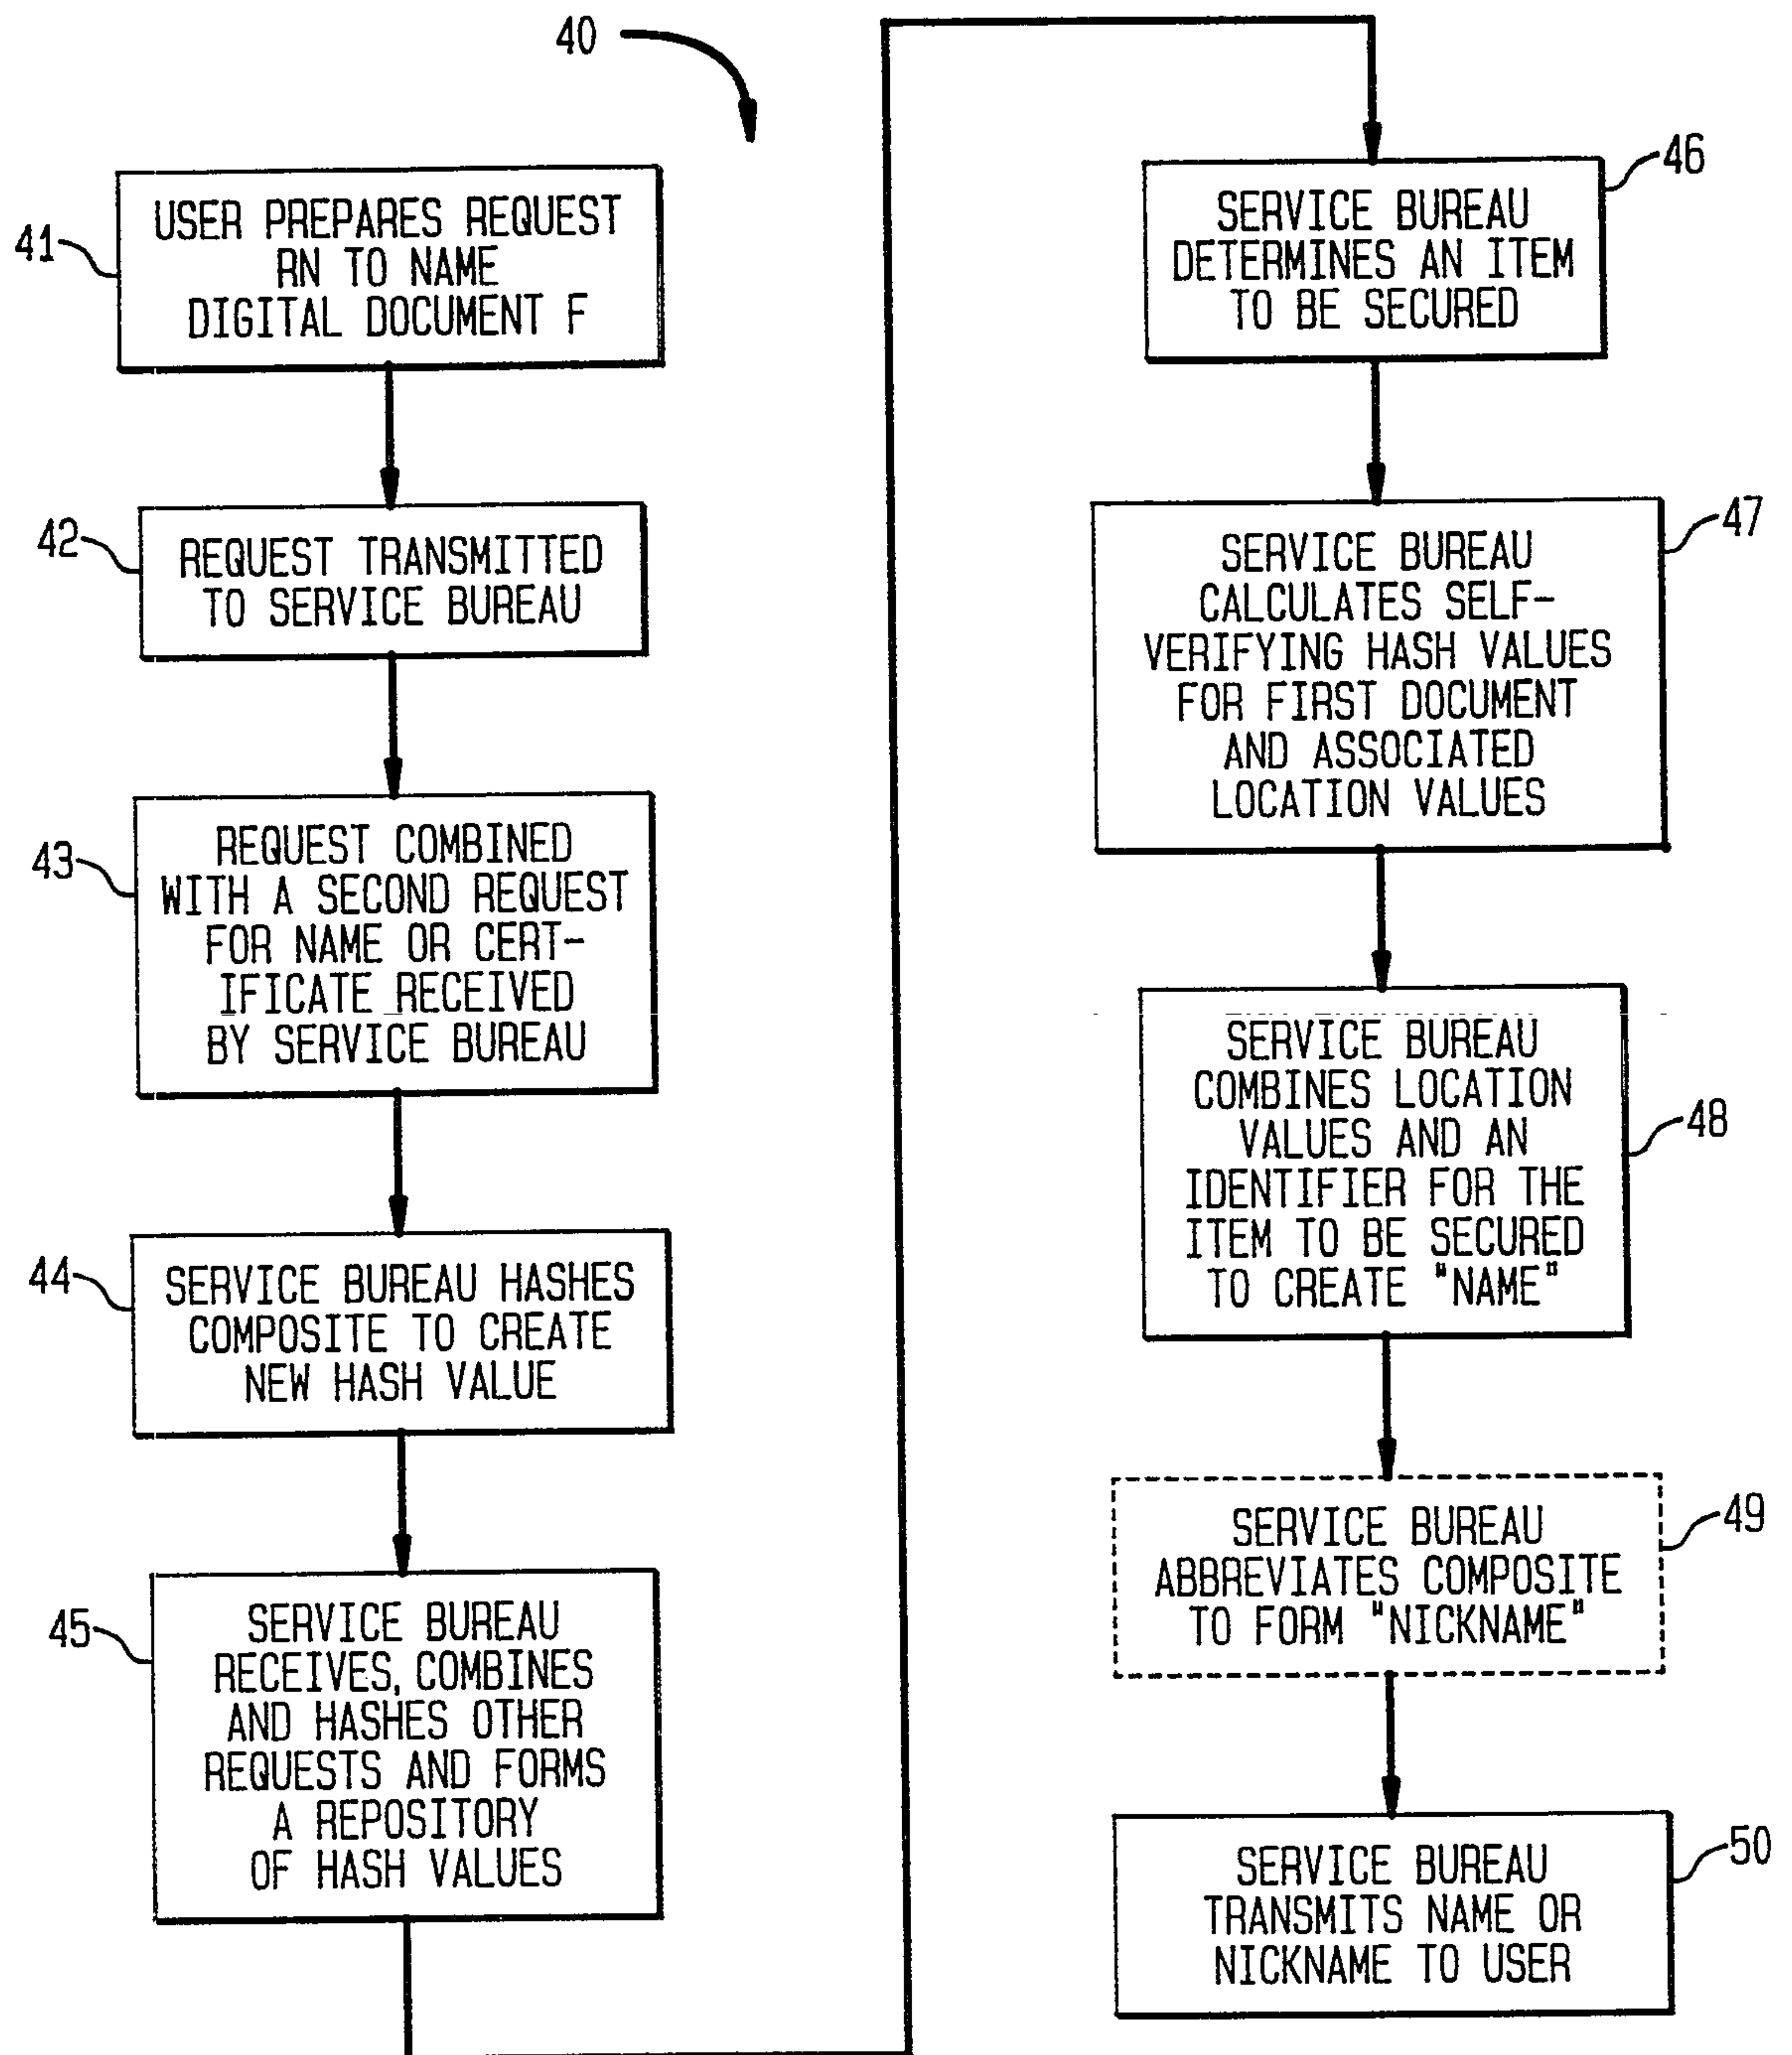 40
41
USER PREPARES REQUEST
RN TO NAME
DIGITAL DOCUMENT F
42
REQUEST TRANSMITTED
TO SERVICE BUREAU
43
REQUEST COMBINED
WITH A SECOND REQUEST
FOR NAME OR CERT-
IFICATE RECEIVED
BY SERVICE BUREAU
44
SERVICE BUREAU HASHES
COMPOSITE TO CREATE
NEW HASH VALUE
45
SERVICE BUREAU
RECEIVES, COMBINES
AND HASHES OTHER
REQUESTS AND FORMS
A REPOSITORY
OF HASH VALUES
46
SERVICE BUREAU
DETERMINES AN ITEM
TO BE SECURED
47
SERVICE BUREAU
CALCULATES SELF-
VERIFYING HASH VALUES
FOR FIRST DOCUMENT
AND ASSOCIATED
LOCATION VALUES
48
SERVICE BUREAU
COMBINES LOCATION
VALUES AND AN
IDENTIFIER FOR THE
ITEM TO BE SECURED
TO CREATE "NAME"
49
SERVICE BUREAU
ABBREVIATES COMPOSITE
TO FORM "NICKNAME"
50
SERVICE BUREAU
TRANSMITS NAME OR
NICKNAME TO USER